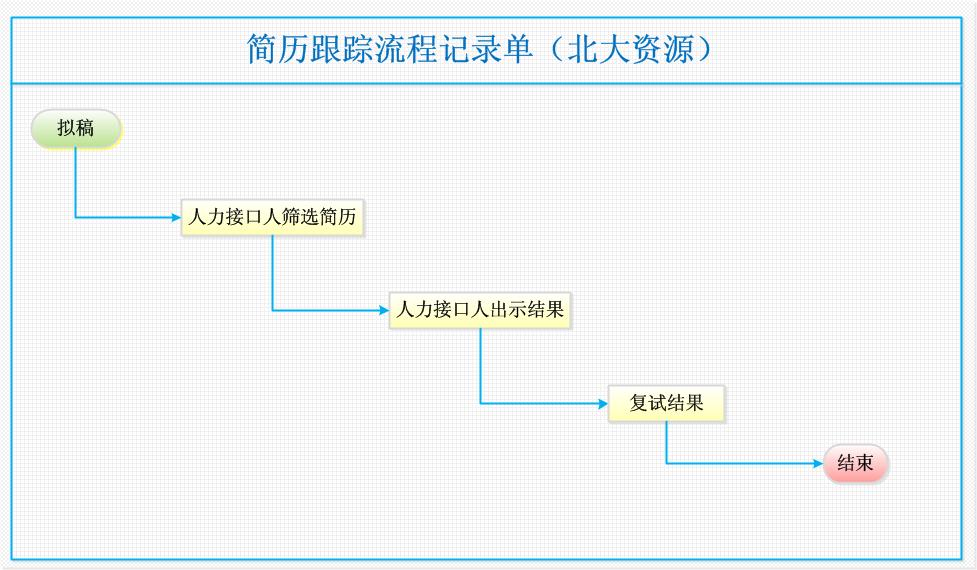 简历跟踪流程记录单（北大资源）
拟稿
人力接口人筛选简历
人力接口人出示结果
复试结果
结束